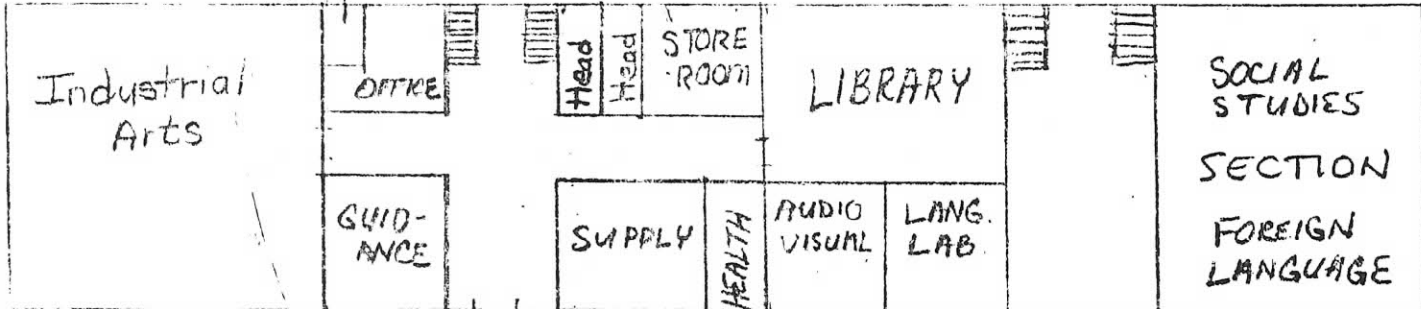 Industrial
Arts
OFFICE
GUID-
ANCE
Head
Head
STORE
ROOM
SUPPLY
HEALTH
LIBRARY
AUDIO
VISUAL
LANG.
LAB.
SOCIAL
STUDIES
SECTION
FOREIGN
LANGUAGE